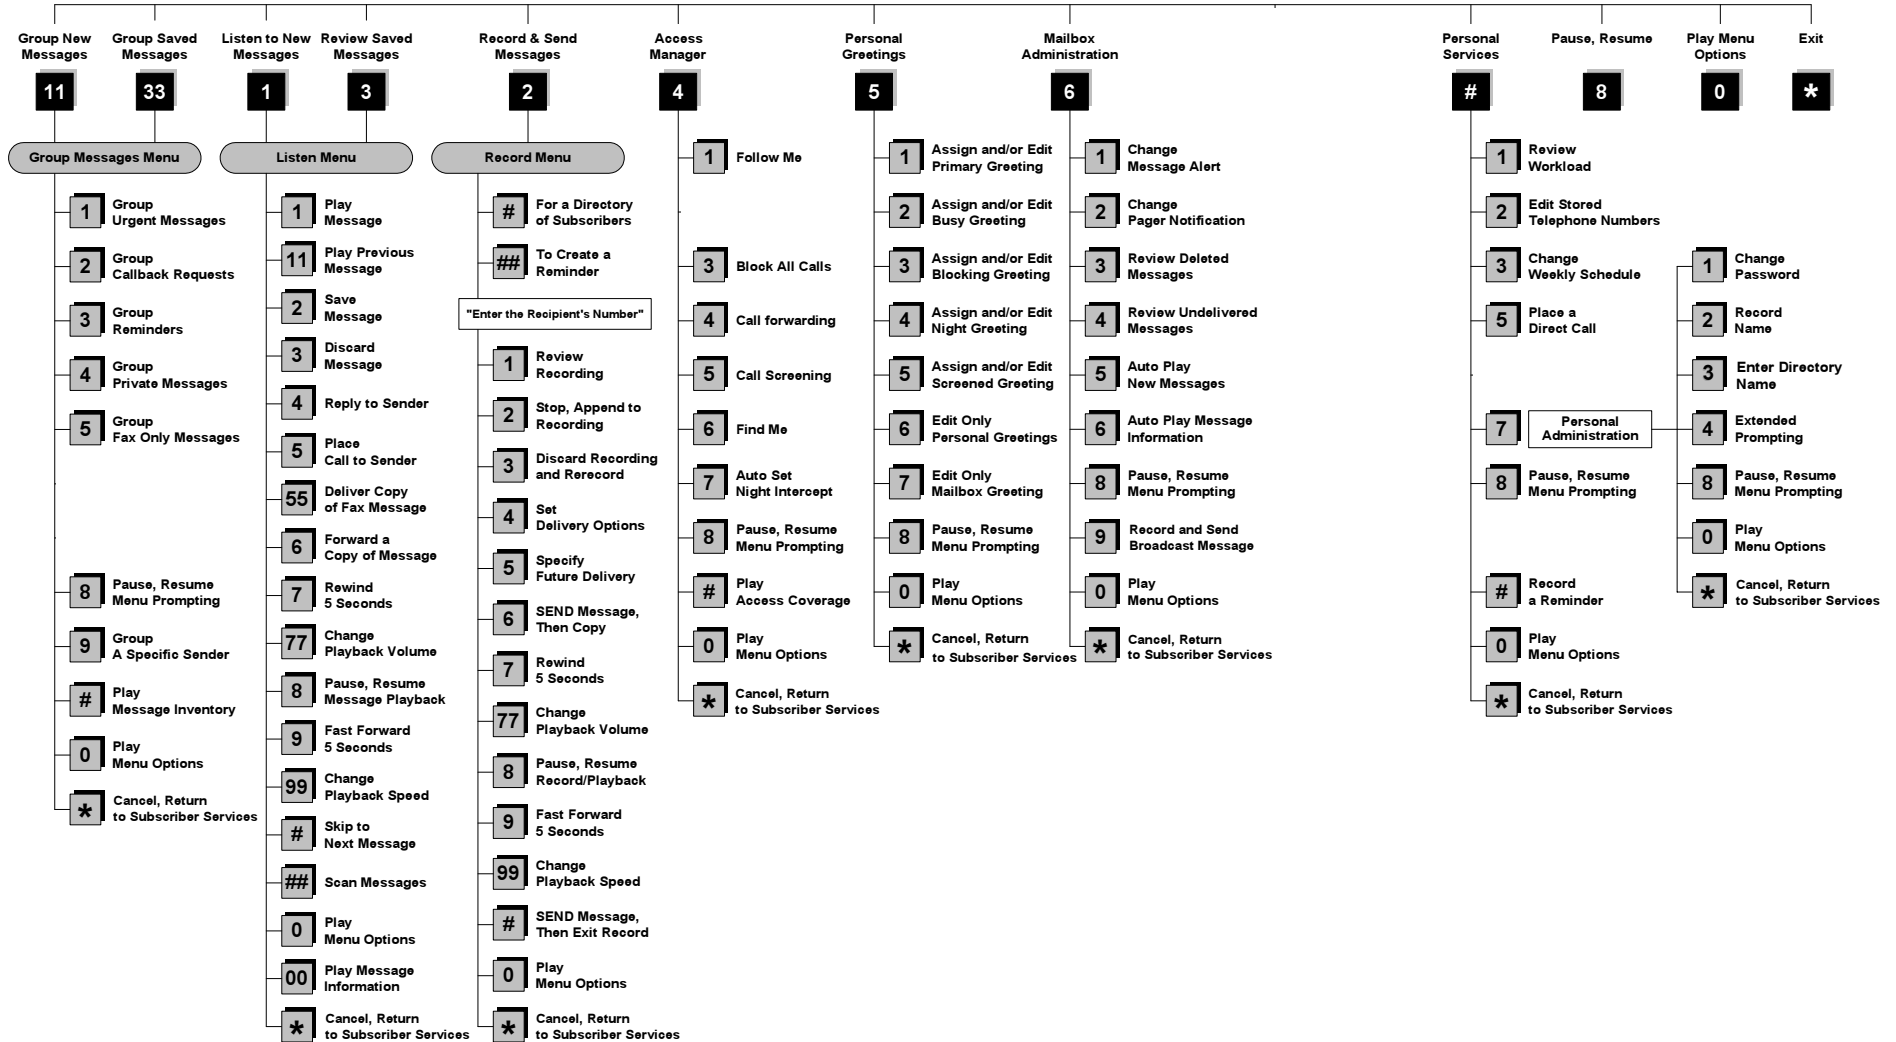 Group New
Messages
11
Group Saved
Messages
33
Listen to New
Messages
1
Review Saved
Messages
3
Record & Send
Messages
2
Access
Manager
4
Personal
Greetings
5
Mailbox
Administration
6
Personal
Services
#
Pause, Resume
8
Play Menu
Options
0
Exit
*
Group Messages Menu
1
Group
Urgent Messages
2
Group
Callback Requests
3
Group
Reminders
4
Group
Private Messages
5
Group
Fax Only Messages
8
Pause, Resume
Menu Prompting
9
Group
A Specific Sender
#
Play
Message Inventory
0
Play
Menu Options
*
Cancel, Return
to Subscriber Services
Listen Menu
1
Play
Message
11
Play Previous
Message
2
Save
Message
3
Discard
Message
4
Reply to Sender
5
Place
Call to Sender
55
Deliver Copy
of Fax Message
6
Forward a
Copy of Message
7
Rewind
5 Seconds
77
Change
Playback Volume
8
Pause, Resume
Message Playback
9
Fast Forward
5 Seconds
99
Change
Playback Speed
#
Skip to
Next Message
##
Scan Messages
0
Play
Menu Options
00
Play Message
Information
*
Cancel, Return
to Subscriber Services
Record Menu
#
For a Directory
of Subscribers
##
To Create a
Reminder
"Enter the Recipient's Number"
1
Review
Recording
2
Stop, Append to
Recording
3
Discard Recording
and Rerecord
4
Set
Delivery Options
5
Specify
Future Delivery
6
SEND Message,
Then Copy
7
Rewind
5 Seconds
77
Change
Playback Volume
8
Pause, Resume
Record/Playback
9
Fast Forward
5 Seconds
99
Change
Playback Speed
#
SEND Message,
Then Exit Record
0
Play
Menu Options
*
Cancel, Return
to Subscriber Services
1
Follow Me
3
Block All Calls
4
Call forwarding
5
Call Screening
6
Find Me
7
Auto Set
Night Intercept
8
Pause, Resume
Menu Prompting
#
Play
Access Coverage
0
Play
Menu Options
*
Cancel, Return
to Subscriber Services
1
Assign and/or Edit
Primary Greeting
2
Assign and/or Edit
Busy Greeting
3
Assign and/or Edit
Blocking Greeting
4
Assign and/or Edit
Night Greeting
5
Assign and/or Edit
Screened Greeting
6
Edit Only
Personal Greetings
7
Edit Only
Mailbox Greeting
8
Pause, Resume
Menu Prompting
0
Play
Menu Options
*
Cancel, Return
to Subscriber Services
1
Change
Message Alert
2
Change
Pager Notification
3
Review Deleted
Messages
4
Review Undelivered
Messages
5
Auto Play
New Messages
6
Auto Play Message
Information
8
Pause, Resume
Menu Prompting
9
Record and Send
Broadcast Message
0
Play
Menu Options
*
Cancel, Return
to Subscriber Services
1
Review
Workload
2
Edit Stored
Telephone Numbers
3
Change
Weekly Schedule
5
Place a
Direct Call
7
Personal
Administration
8
Pause, Resume
Menu Prompting
#
Record
a Reminder
0
Play
Menu Options
*
Cancel, Return
to Subscriber Services
1
Change
Password
2
Record
Name
3
Enter Directory
Name
4
Extended
Prompting
8
Pause, Resume
Menu Prompting
0
Play
Menu Options
*
Cancel, Return
to Subscriber Services